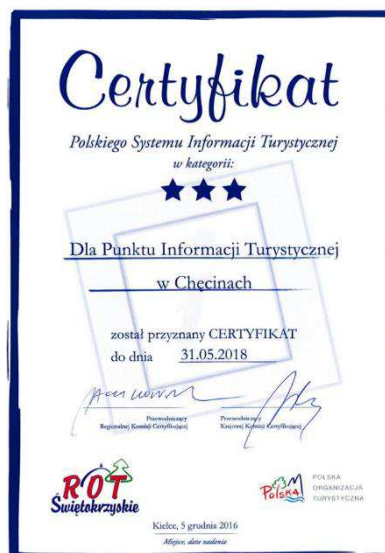 Certyfikat
Polskiego Systemu Informacji Turystycznej
w kategorii:
Dla Punktu Informacji Turystycznej
w Chęcinach
został przyznany CERTYFIKAT
do dnia 31.05.2018
Przewodniczący
Regionalnej Komisji Certyfikującej
Przewodniczący
Krajowej Komisji Certyfikującej
ROT
Świętokrzyskie
Polska
POLSKA
ORGANIZACJA
TURYSTYCZNA
Kielce, 5 grudnia 2016
Miejsce, data nadania